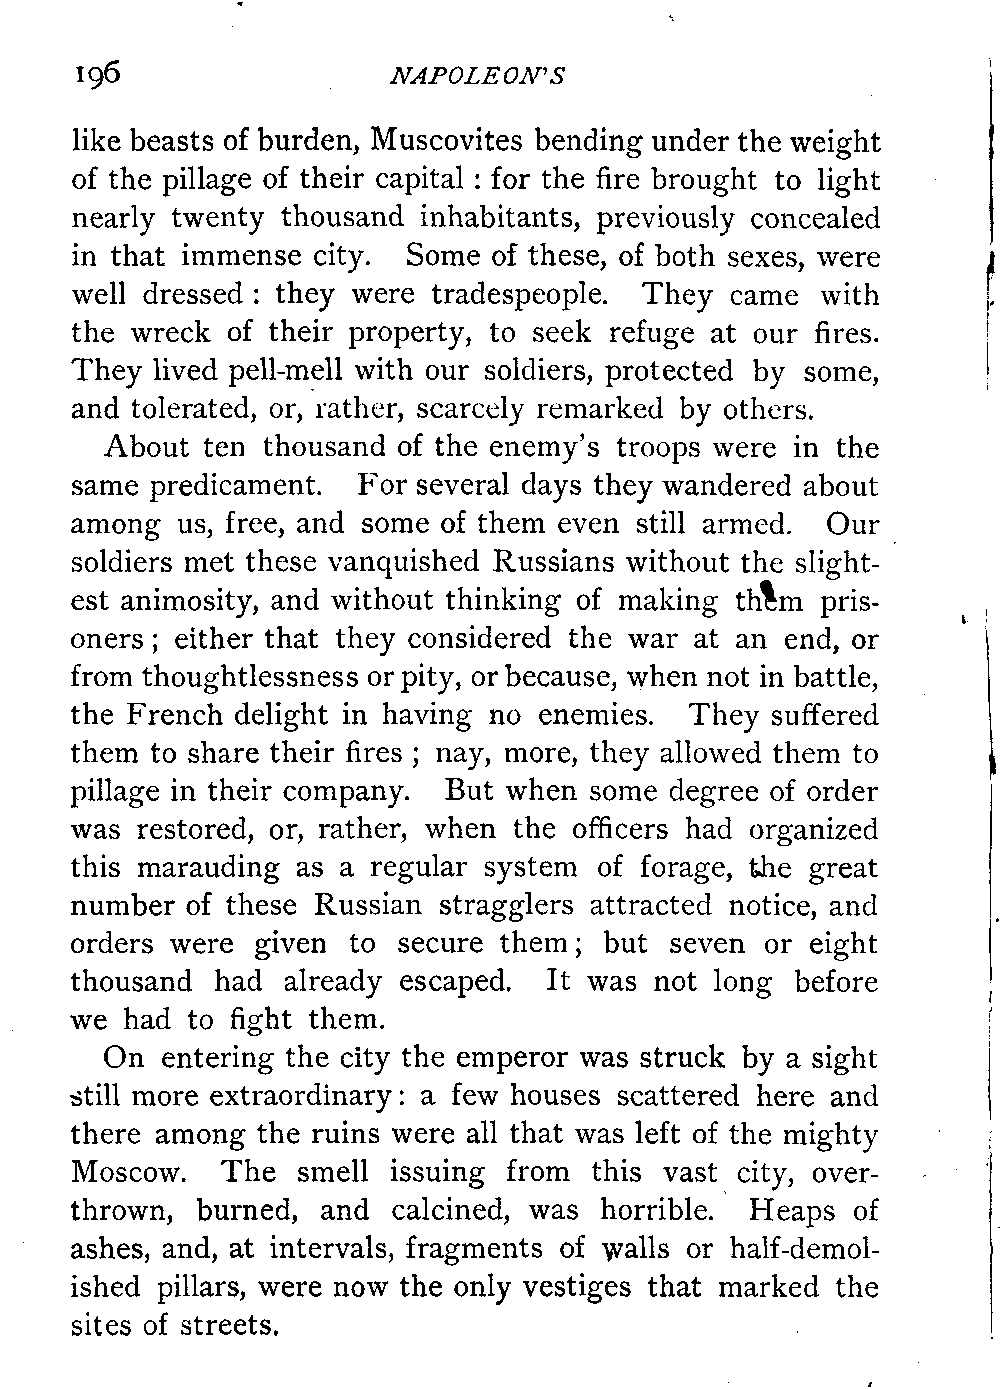 196 NAPOLEON'S
like beasts of burden, Muscovites bending under the weight
of the pillage of their capital : for the fire brought to light
nearly twenty thousand inhabitants, previously concealed
in that immense city. Some of these, of both sexes, were
well dressed : they were tradespeople. They came with
the wreck of their property, to seek refuge at our fires.
They lived pell-mell with our soldiers, protected by some,
and tolerated, or, rather, scarcely remarked by others.
About ten thousand of the enemy's troops were in the
same predicament. For several days they wandered about
among us, free, and some of them even still armed. Our
soldiers met these vanquished Russians without the slight-
est animosity, and without thinking of making them pris-
oners ; either that they considered the war at an end, or
from thoughtlessness or pity, or because, when not in battle,
the French delight in having no enemies. They suffered
them to share their fires ; nay, more, they allowed them to
pillage in their company. But when some degree of order
was restored, or, rather, when the officers had organized
this marauding as a regular system of forage, the great
number of these Russian stragglers attracted notice, and
orders were given to secure them ; but seven or eight
thousand had already escaped. It was not long before
we had to fight them.
On entering the city the emperor was struck by a sight
still more extraordinary : a few houses scattered here and
there among the ruins were all that was left of the mighty
Moscow. The smell issuing from this vast city, over-
thrown, burned, and calcined, was horrible. Heaps of
ashes, and, at intervals, fragments of walls or half-demol-
ished pillars, were now the only vestiges that marked the
sites of streets.